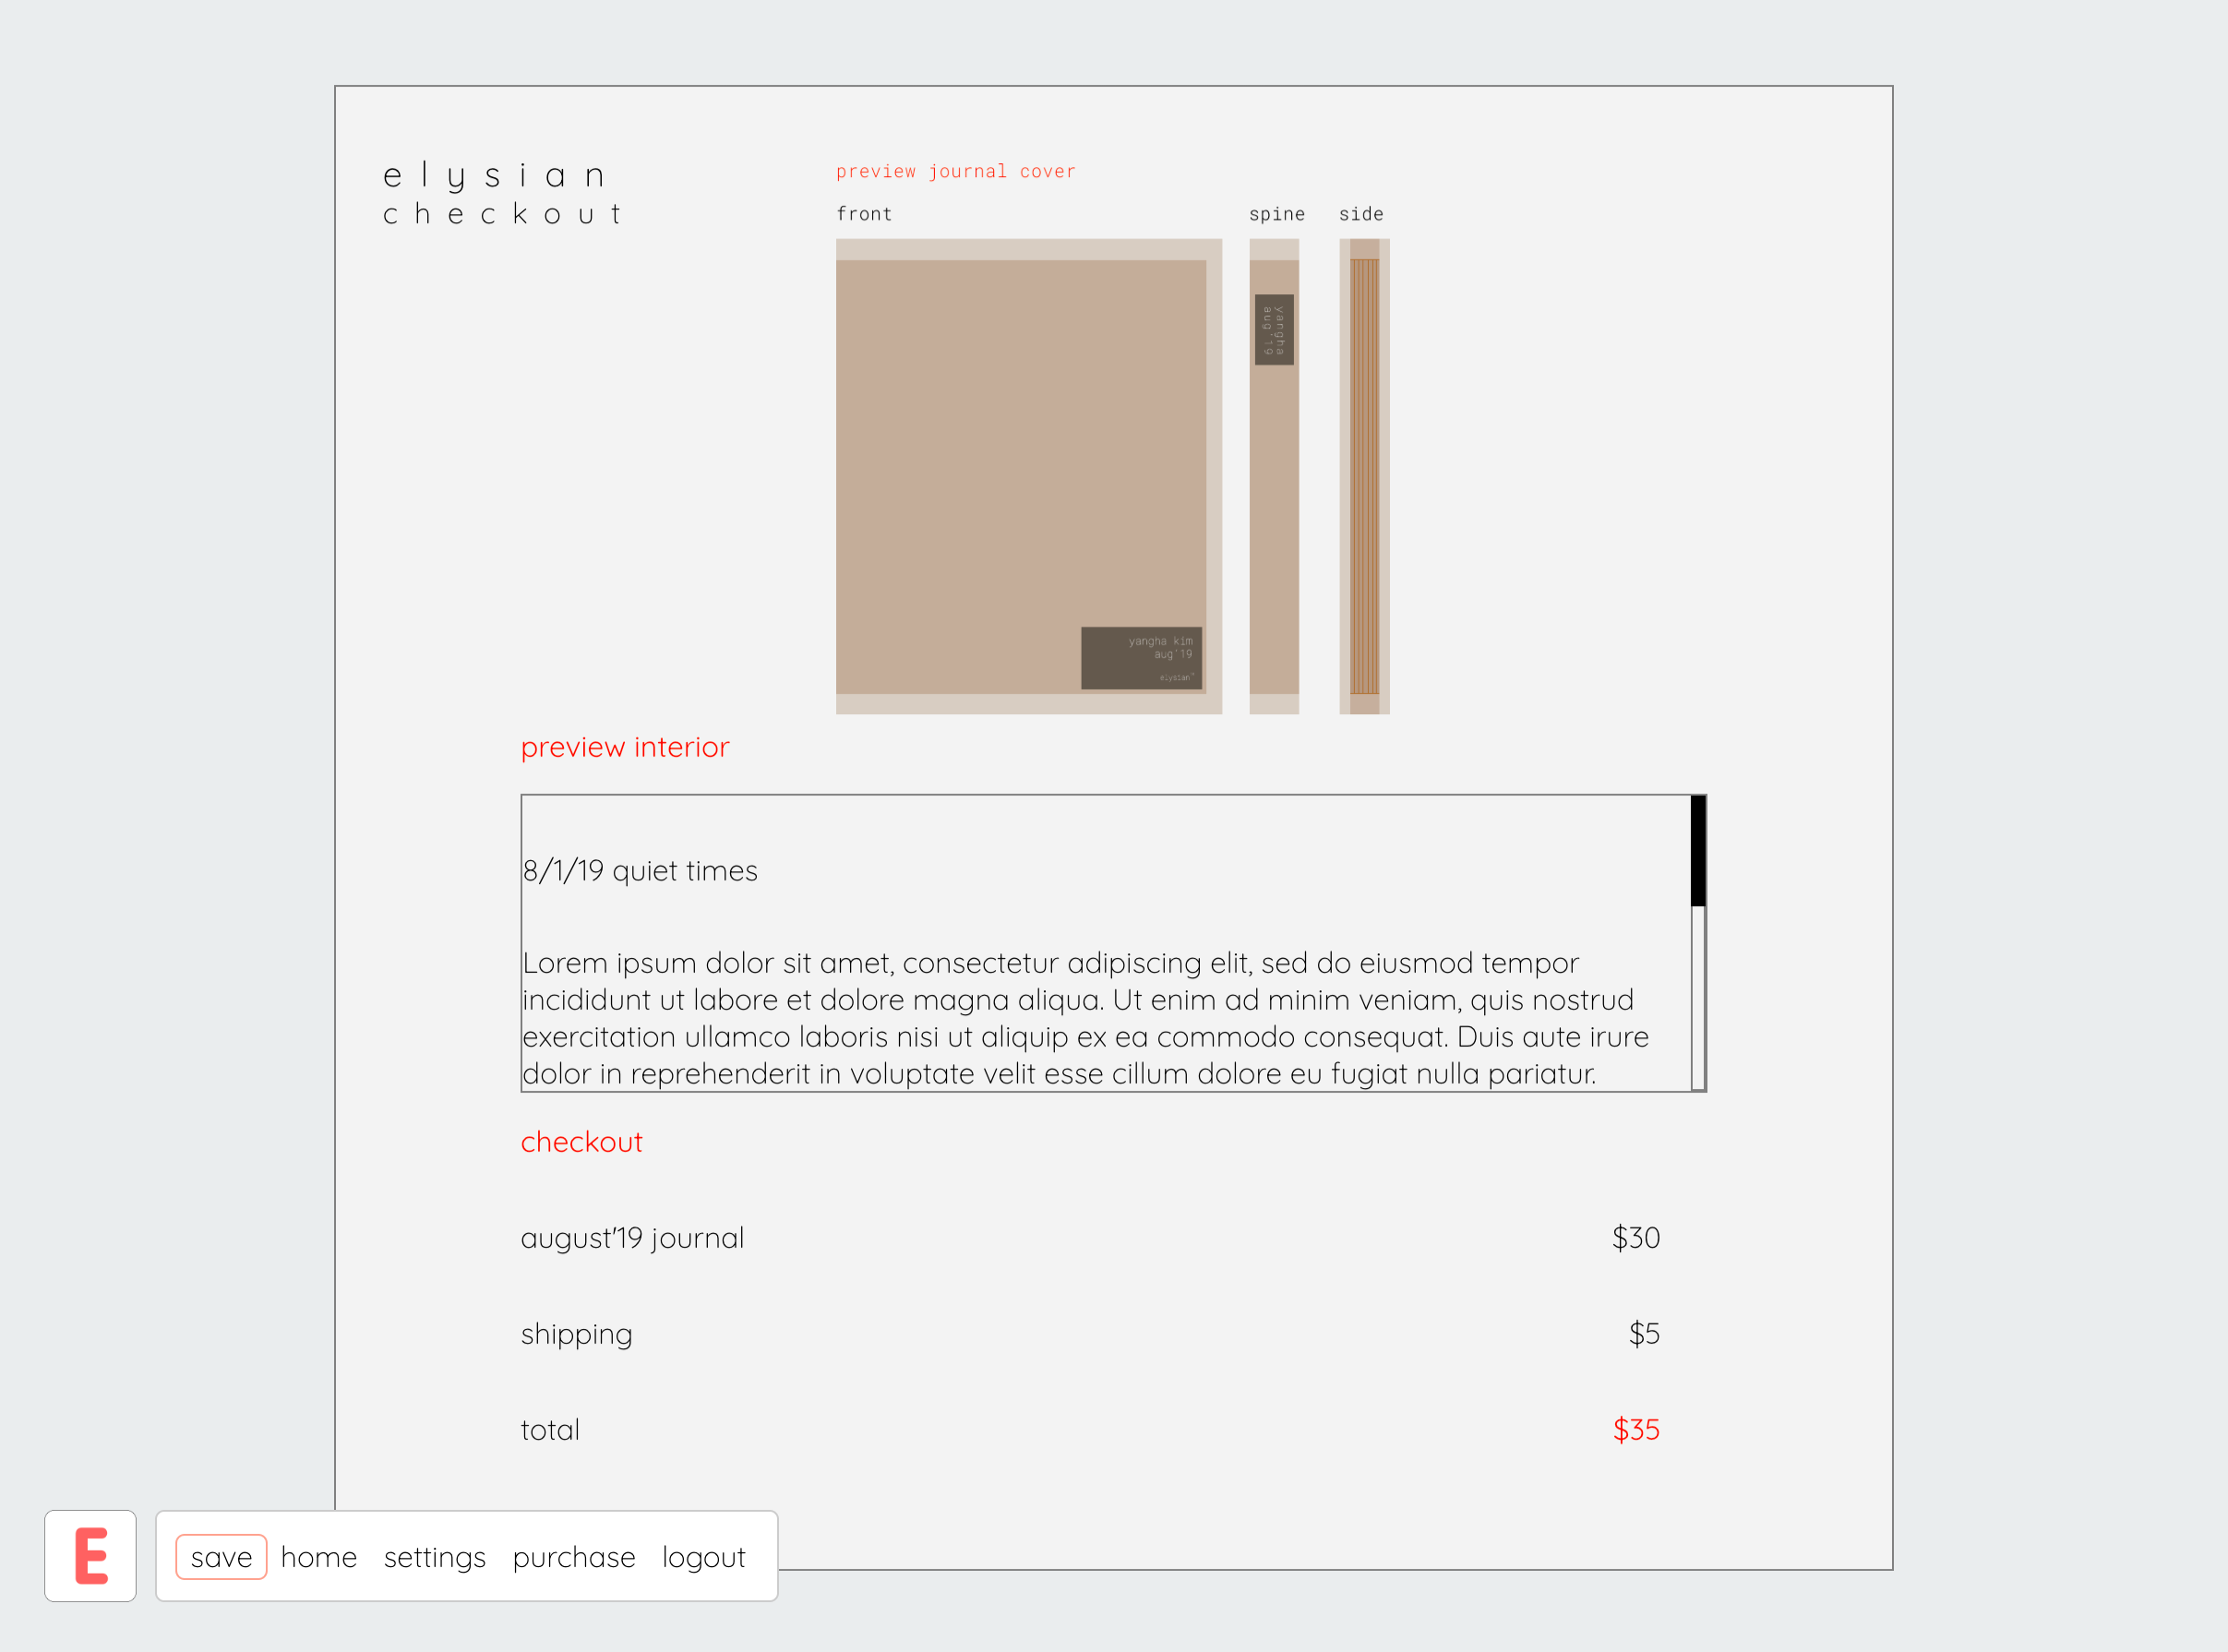 elysian
checkout
preview journal cover
front
spine
side
yangha
aug'19
yangha kim
aug'19
elysian™
preview interior
8/1/19 quiet times
Lorem ipsum dolor sit amet, consectetur adipiscing elit, sed do eiusmod tempor
incididunt ut labore et dolore magna aliqua. Ut enim ad minim veniam, quis nostrud
exercitation ullamco laboris nisi ut aliquip ex ea commodo consequat. Duis aute irure
dolor in reprehenderit in voluptate velit esse cillum dolore eu fugiat nulla pariatur.
checkout
august'19 journal $30
shipping $5
total $35
E
save home settings purchase logout